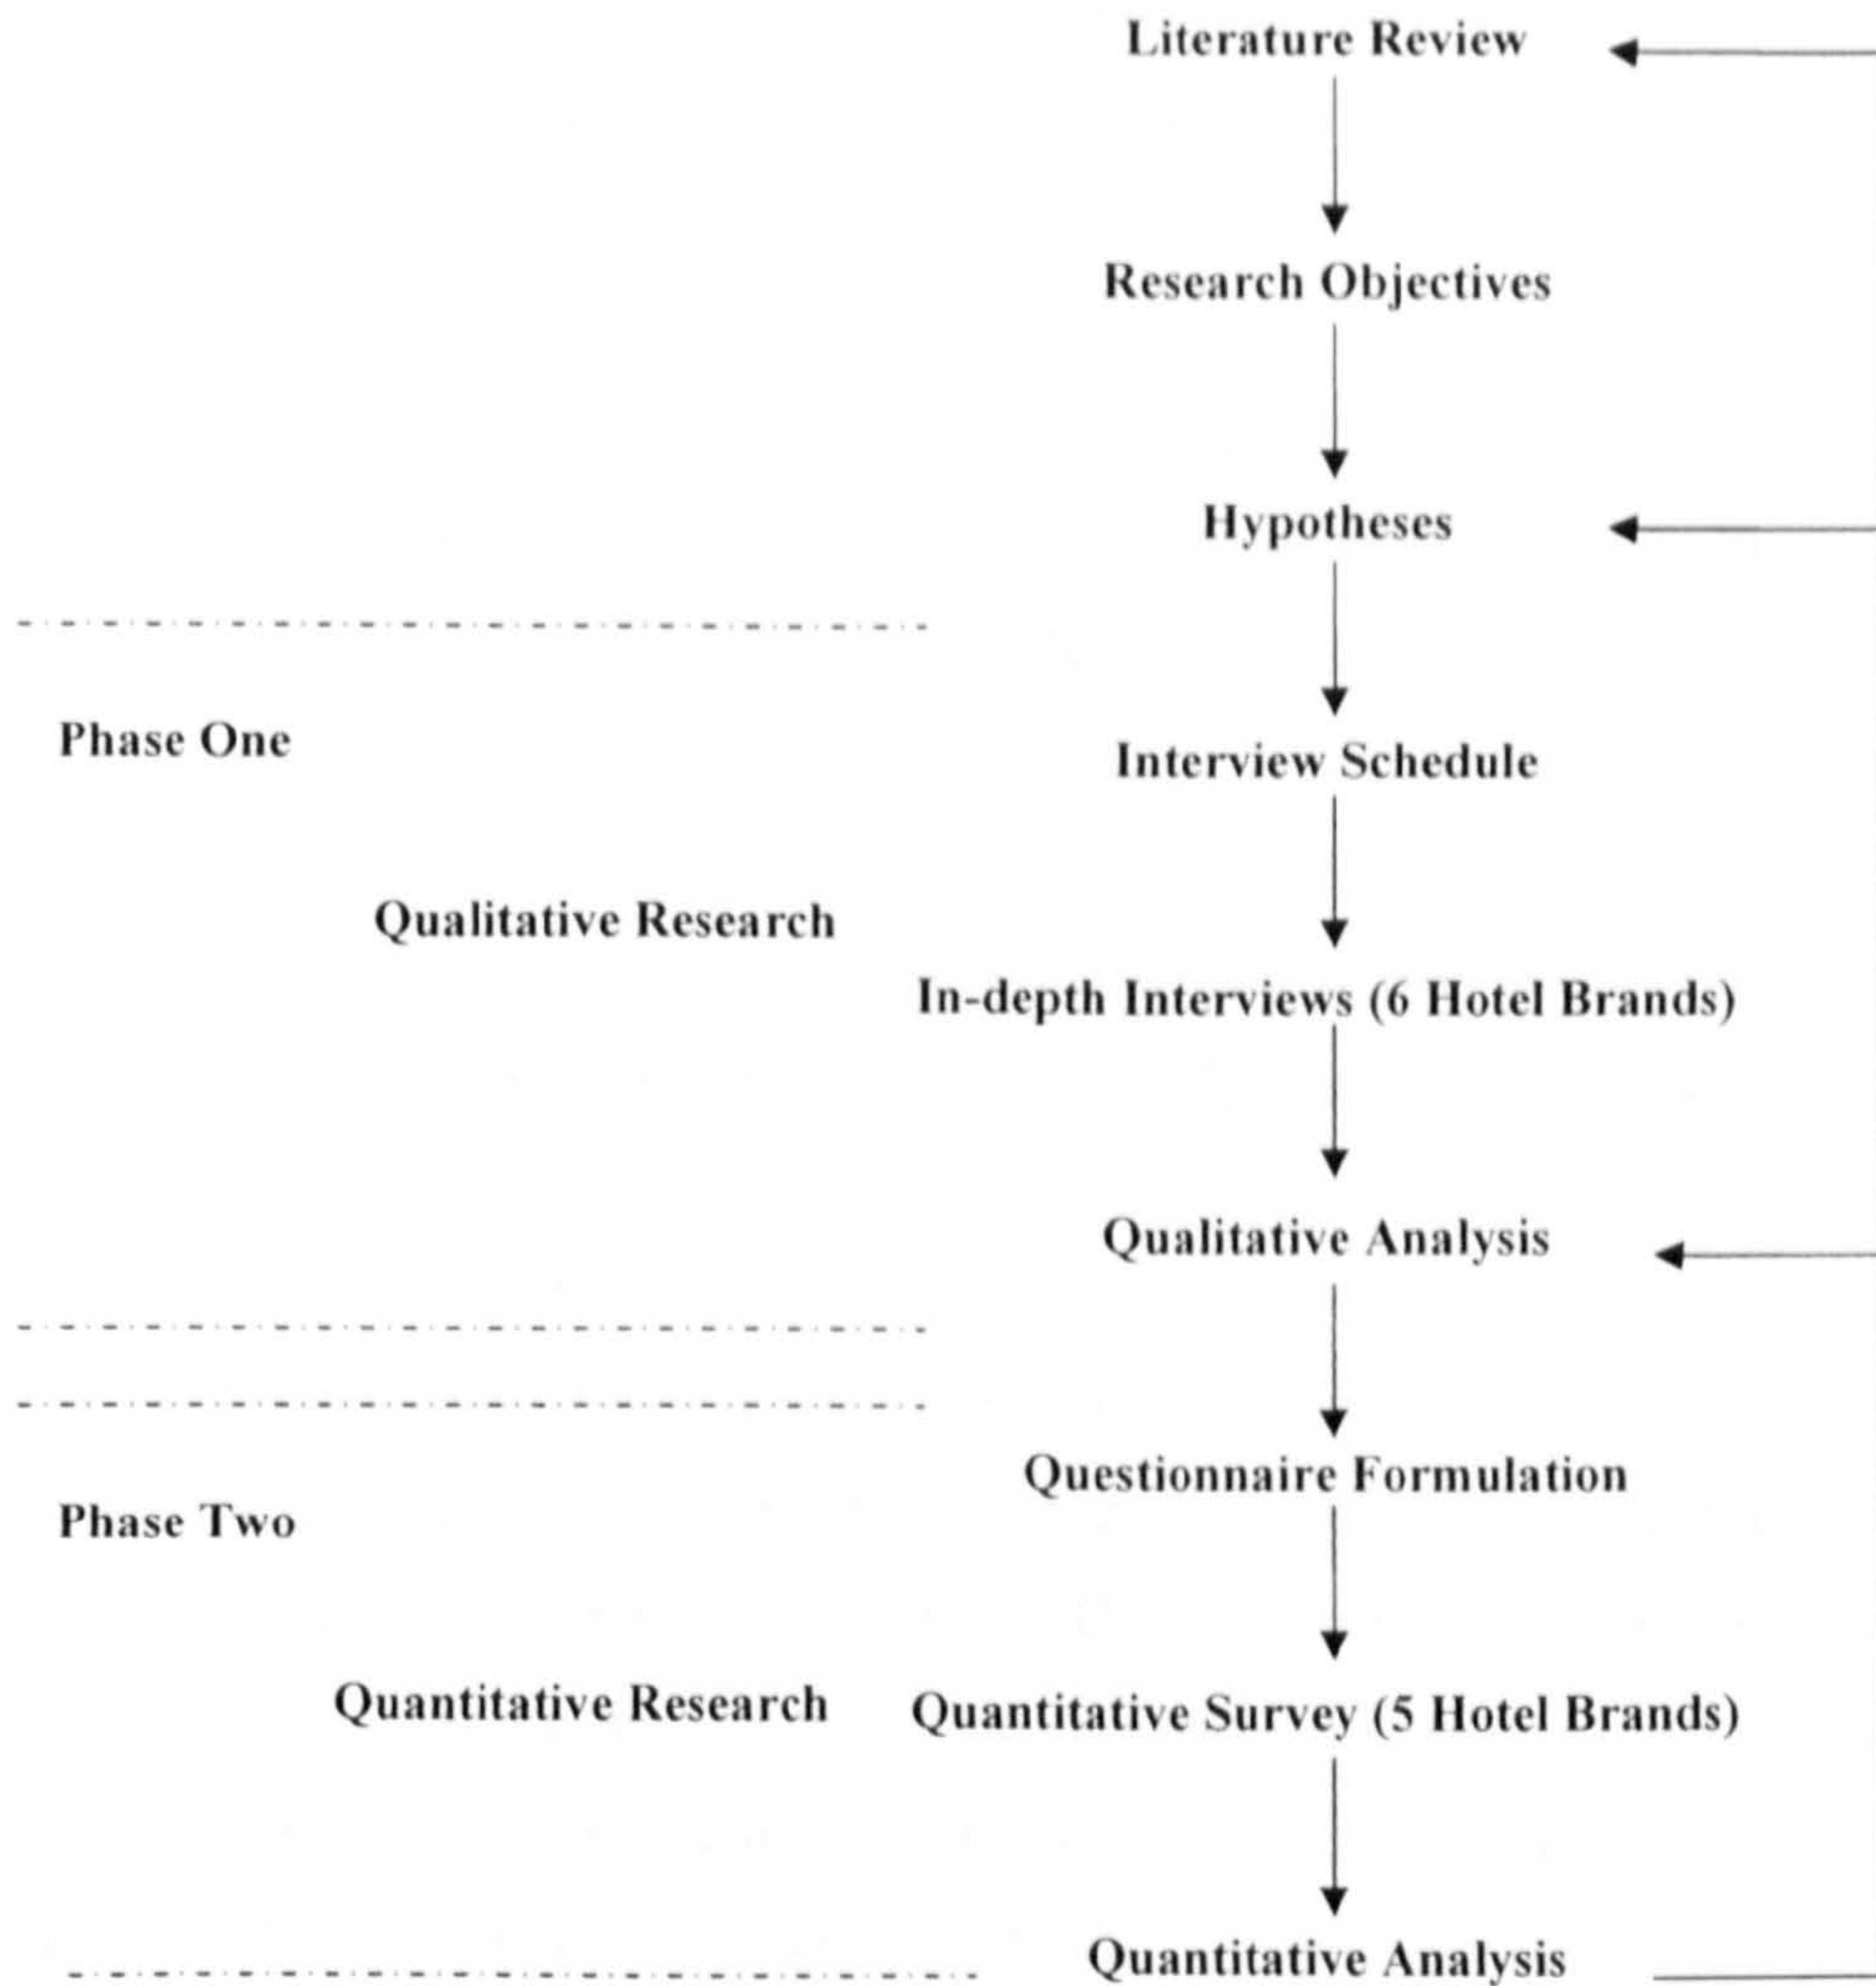 Literature Review
Research Objectives
Hypotheses
Phase One
Interview Schedule
Qualitative Research
In-depth Interviews (6 Hotel Brands)
Qualitative Analysis
Questionnaire Formulation
Phase Two
Quantitative Research
Quantitative Survey (5 Hotel Brands)
Quantitative Analysis